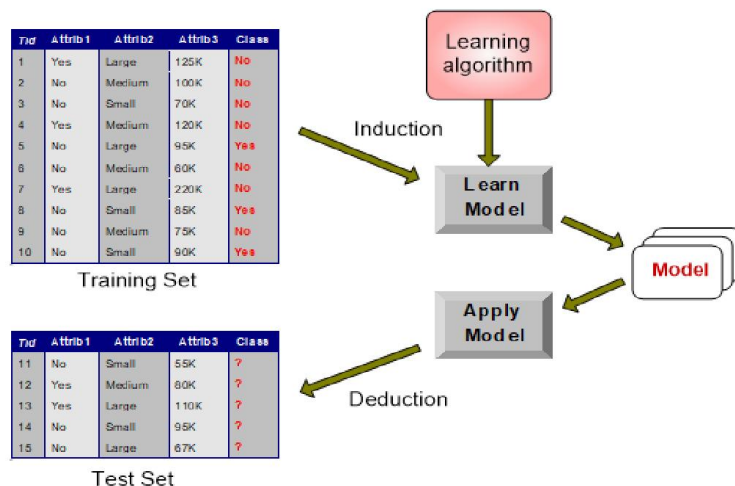 Tid Attrib1 Attrib2 Attrib3 Class
1 Yes Large 125K No
2 No Medium 100K No
3 No Small 70K No
4 Yes Medium 120K No
5 No Large 95K Yes
6 No Medium 60K No
7 Yes Large 220K No
8 No Small 85K Yes
9 No Medium 75K No
10 No Small 90K Yes
Training Set
Learning
algorithm
Induction
Learn
Model
Model
Apply
Model
Deduction
Tid Attrib1 Attrib2 Attrib3 Class
11 No Small 55K ?
12 Yes Medium 80K ?
13 Yes Large 110K ?
14 No Small 95K ?
15 No Large 67K ?
Test Set